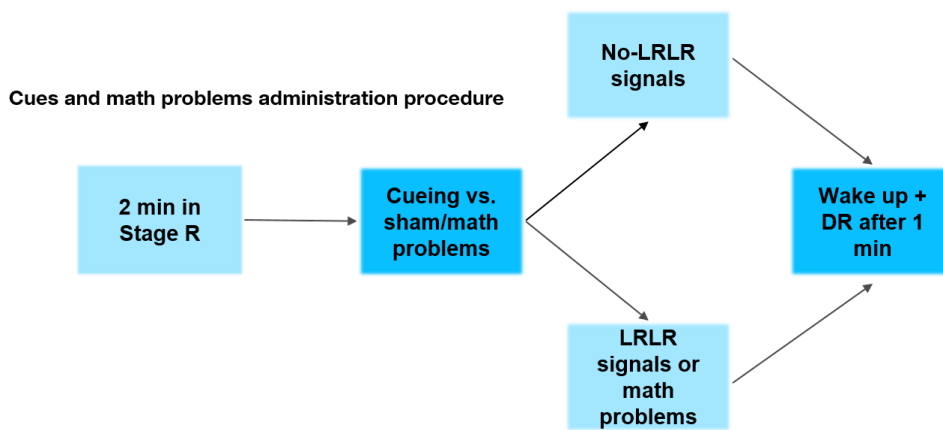 Cues and math problems administration procedure
2 min in
Stage R
Cueing vs.
sham/math
problems
No-LRLR
signals
LRLR
signals or
math
problems
Wake up +
DR after 1
min